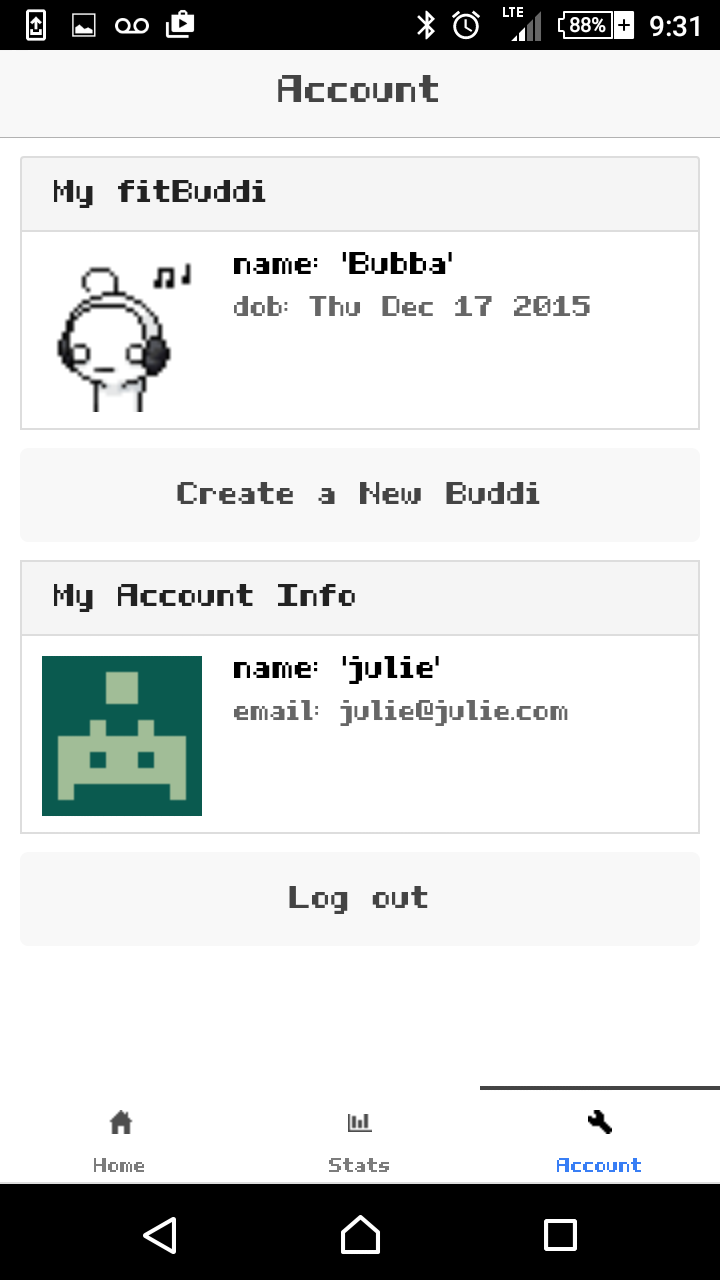 LTE 88% 9:31
Account
My fitBuddi
name: 'Bubba'
dob: Thu Dec 17 2015
Create a New Buddi
My Account Info
name: 'julie'
email: julie@julie.com
Log out
Home Stats Account